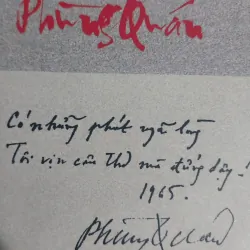 Phùng Quán
Có những phút ngã lòng
Tôi vịn câu thơ mà đứng dậy !
1965.
Phùng Quán